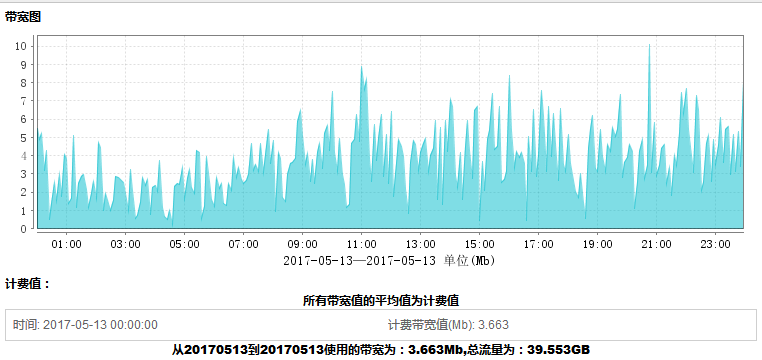 带宽图
10
9
8
7
6
5
4
3
2
1
0
01:00 03:00 05:00 07:00 09:00 11:00 13:00 15:00 17:00 19:00 21:00 23:00
2017-05-13—2017-05-13 单位(Mb)
计费值：
所有带宽值的平均值为计费值
时间: 2017-05-13 00:00:00 计费带宽值(Mb): 3.663
从20170513到20170513使用的带宽为：3.663Mb,总流量为：39.553GB